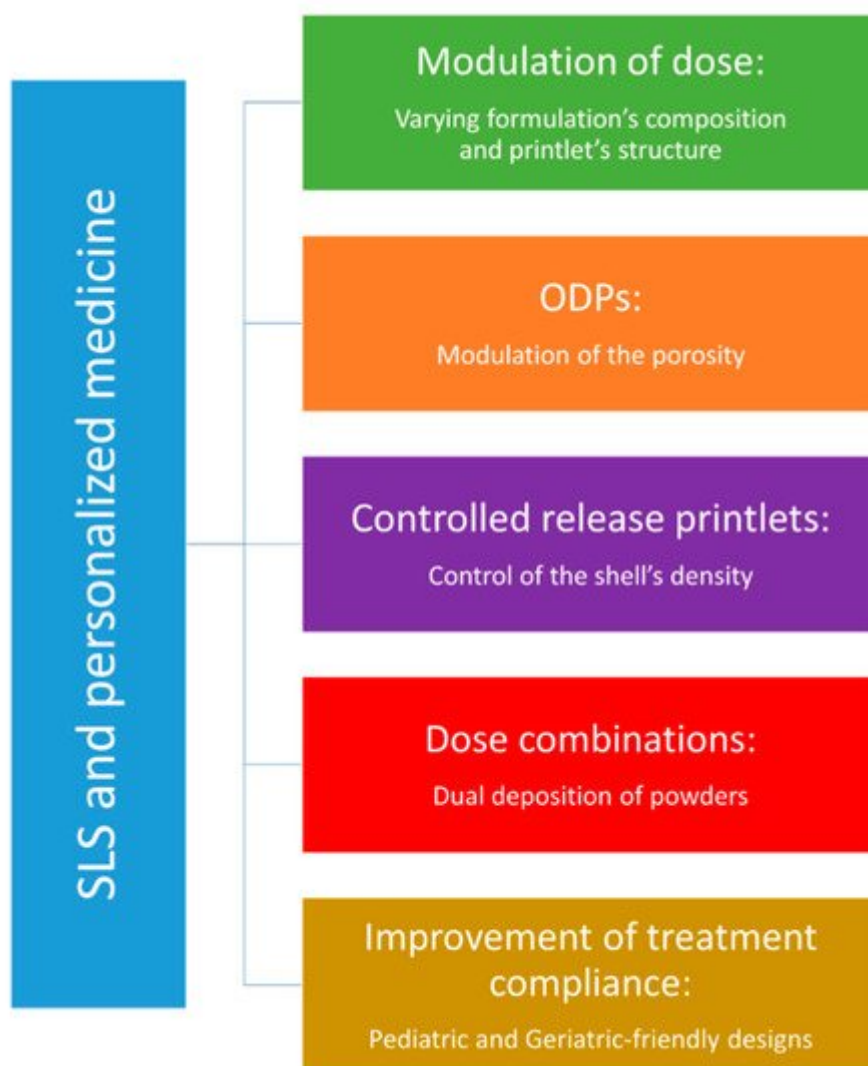 SLS and personalized medicine
Modulation of dose:
Varying formulation's composition
and printlet's structure
ODPs:
Modulation of the porosity
Controlled release printlets:
Control of the shell's density
Dose combinations:
Dual deposition of powders
Improvement of treatment
compliance:
Pediatric and Geriatric-friendly designs